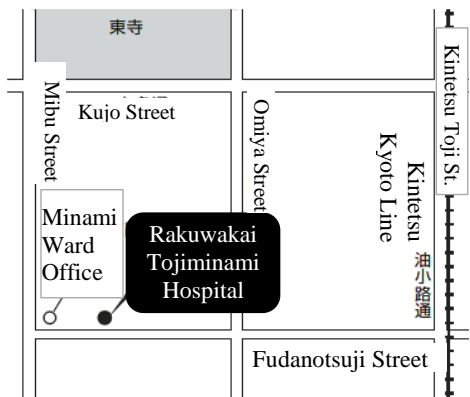 東寺
Kujo Street
Mibu Street
Omiya Street
Kintetsu Toji St.
Kintetsu
Kyoto Line
油小路通
Minami
Ward
Office
Rakuwakai
Tojiminami
Hospital
Fudanotsuji Street